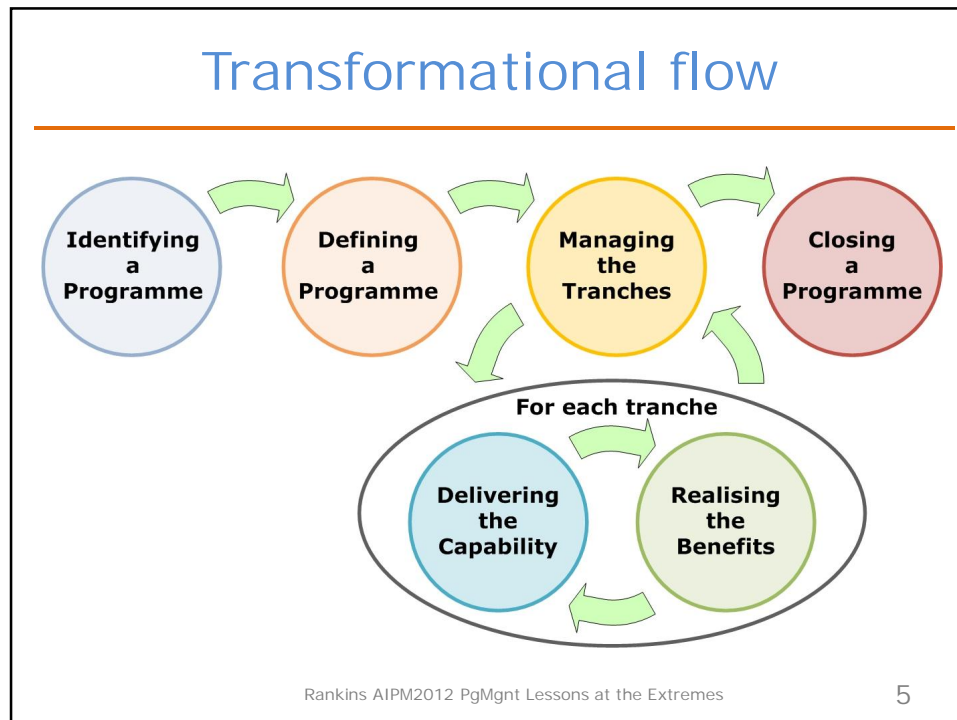 Transformational flow
Identifying
a
Programme
Defining
a
Programme
Managing
the
Tranches
Closing
a
Programme
For each tranche
Delivering
the
Capability
Realising
the
Benefits
Rankins AIPM2012 PgMgnt Lessons at the Extremes
5